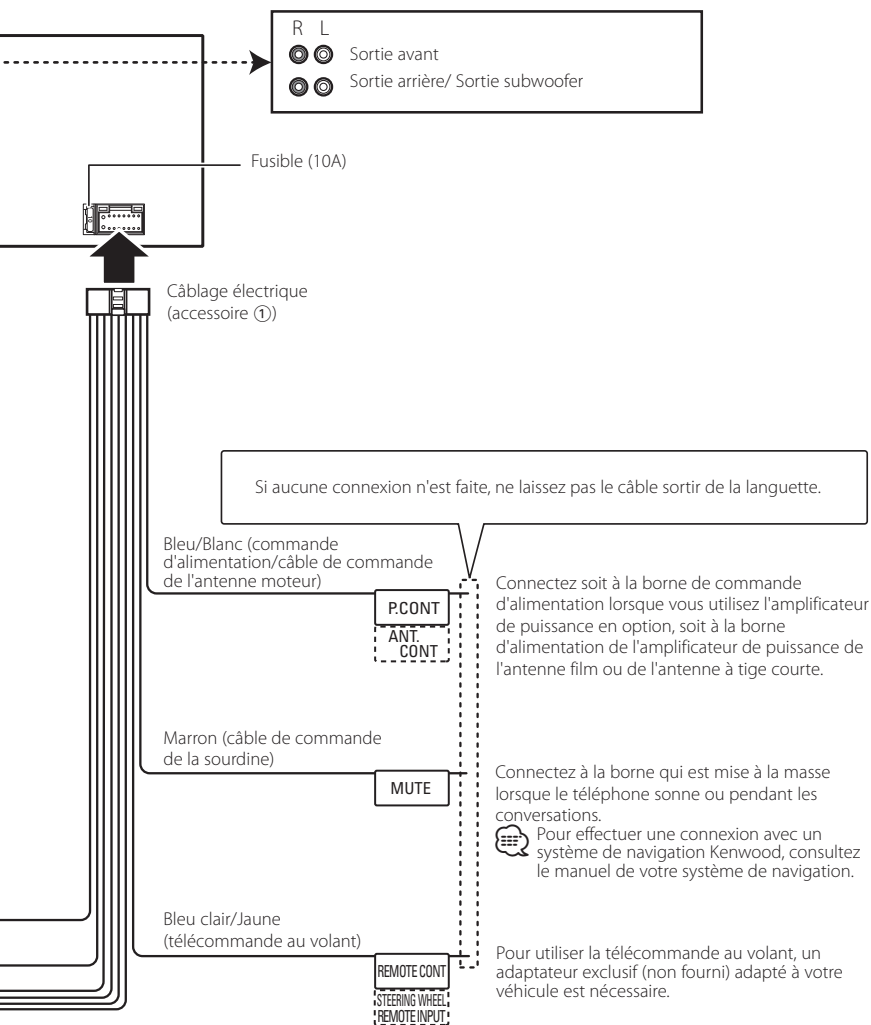 R L
Sortie avant
Sortie arrière/ Sortie subwoofer
Fusible (10A)
Câblage électrique
(accessoire ①)
Si aucune connexion n'est faite, ne laissez pas le câble sortir de la languette.
Bleu/Blanc (commande
d'alimentation/câble de commande
de l'antenne moteur)
P.CONT
ANT.
CONT
Connectez soit à la borne de commande
d'alimentation lorsque vous utilisez l'amplificateur
de puissance en option, soit à la borne
d'alimentation de l'amplificateur de puissance de
l'antenne film ou de l'antenne à tige courte.
Marron (câble de commande
de la sourdine)
MUTE
Connectez à la borne qui est mise à la masse
lorsque le téléphone sonne ou pendant les
conversations.
Pour effectuer une connexion avec un
système de navigation Kenwood, consultez
le manuel de votre système de navigation.
Bleu clair/Jaune
(télécommande au volant)
REMOTE CONT
STEERING WHEEL
REMOTE INPUT
Pour utiliser la télécommande au volant, un
adaptateur exclusif (non fourni) adapté à votre
véhicule est nécessaire.